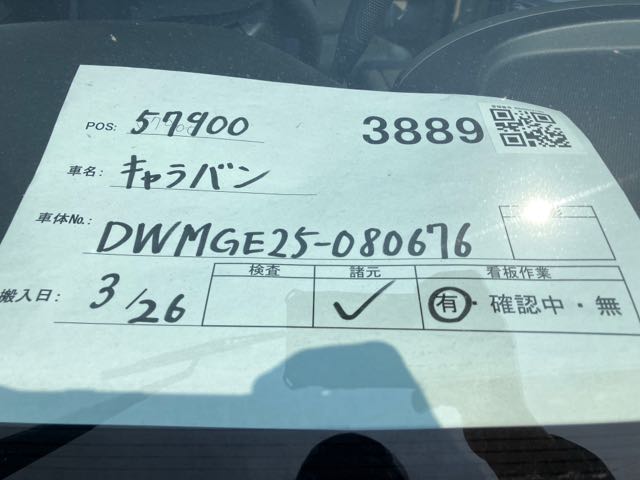 POS: 57900 3889
車名: キャラバン
車体No.: DWMGE25-080676
搬入日: 3/26
検査 諸元 看板作業
✓ 有・確認中・無